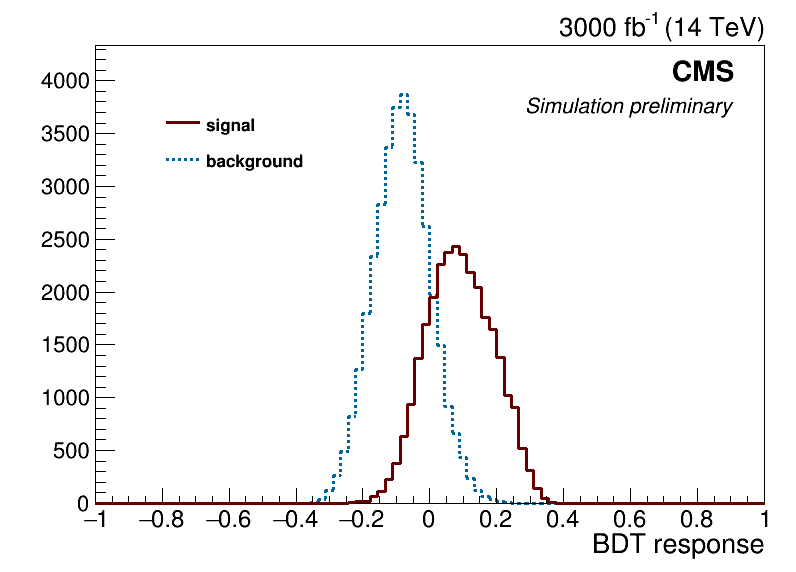 3000 fb-1 (14 TeV)
CMS
Simulation preliminary
signal
background
4000
3500
3000
2500
2000
1500
1000
500
0
−1 −0.8 −0.6 −0.4 −0.2 0 0.2 0.4 0.6 0.8 1
BDT response